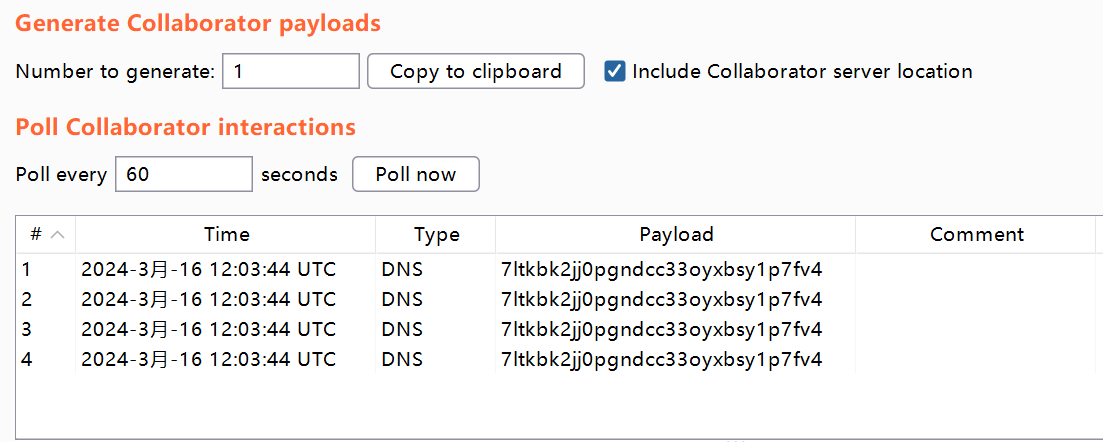 Generate Collaborator payloads
Number to generate: 1 Copy to clipboard Include Collaborator server location
Poll Collaborator interactions
Poll every 60 seconds Poll now
# Time Type Payload Comment
1 2024-3月-16 12:03:44 UTC DNS 7ltkbk2jj0pgndcc33oyxbsy1p7fv4
2 2024-3月-16 12:03:44 UTC DNS 7ltkbk2jj0pgndcc33oyxbsy1p7fv4
3 2024-3月-16 12:03:44 UTC DNS 7ltkbk2jj0pgndcc33oyxbsy1p7fv4
4 2024-3月-16 12:03:44 UTC DNS 7ltkbk2jj0pgndcc33oyxbsy1p7fv4